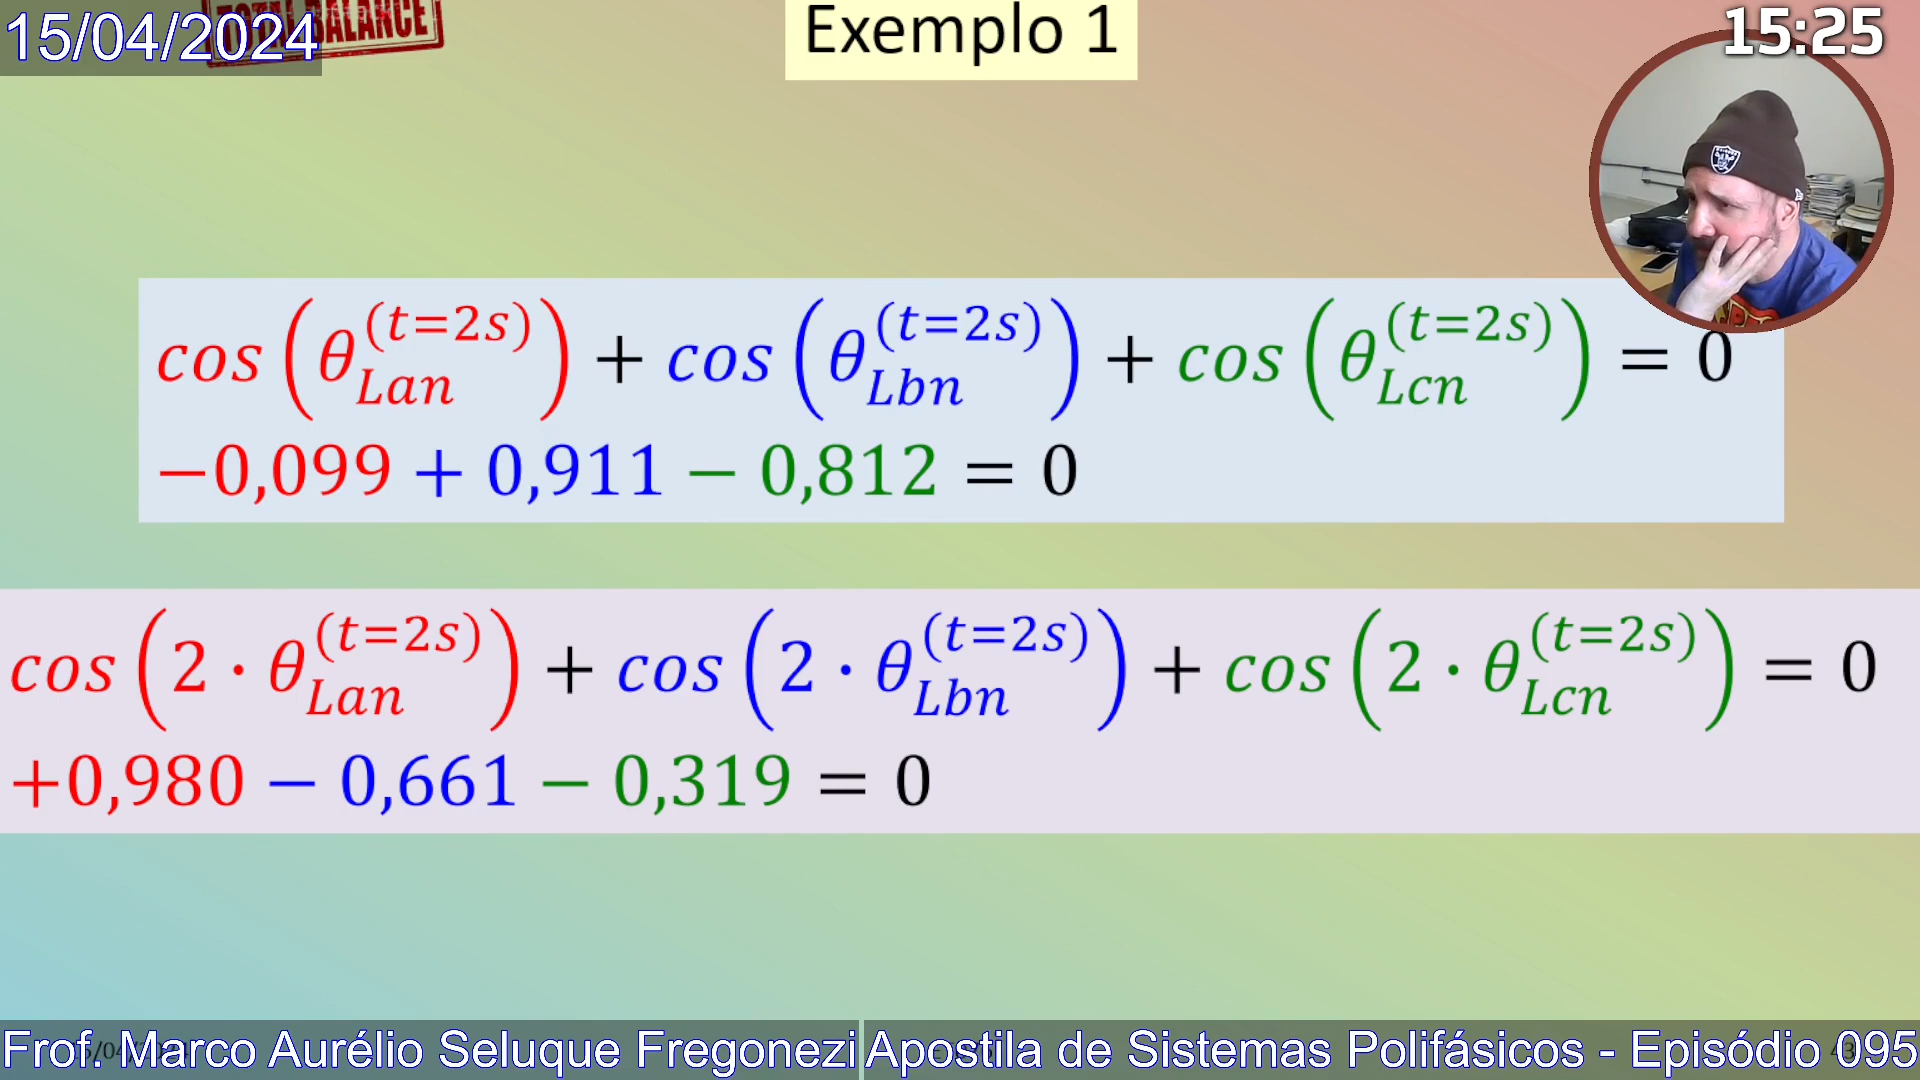 TOTAL BALANCE
15/04/2024
Exemplo 1
15:25
cos(θ_Lan^(t=2s)) + cos(θ_Lbn^(t=2s)) + cos(θ_Lcn^(t=2s)) = 0
−0,099 + 0,911 − 0,812 = 0
cos(2 · θ_Lan^(t=2s)) + cos(2 · θ_Lbn^(t=2s)) + cos(2 · θ_Lcn^(t=2s)) = 0
+0,980 − 0,661 − 0,319 = 0
Frof. Marco Aurélio Seluque Fregonezi
Apostila de Sistemas Polifásicos - Episódio 095